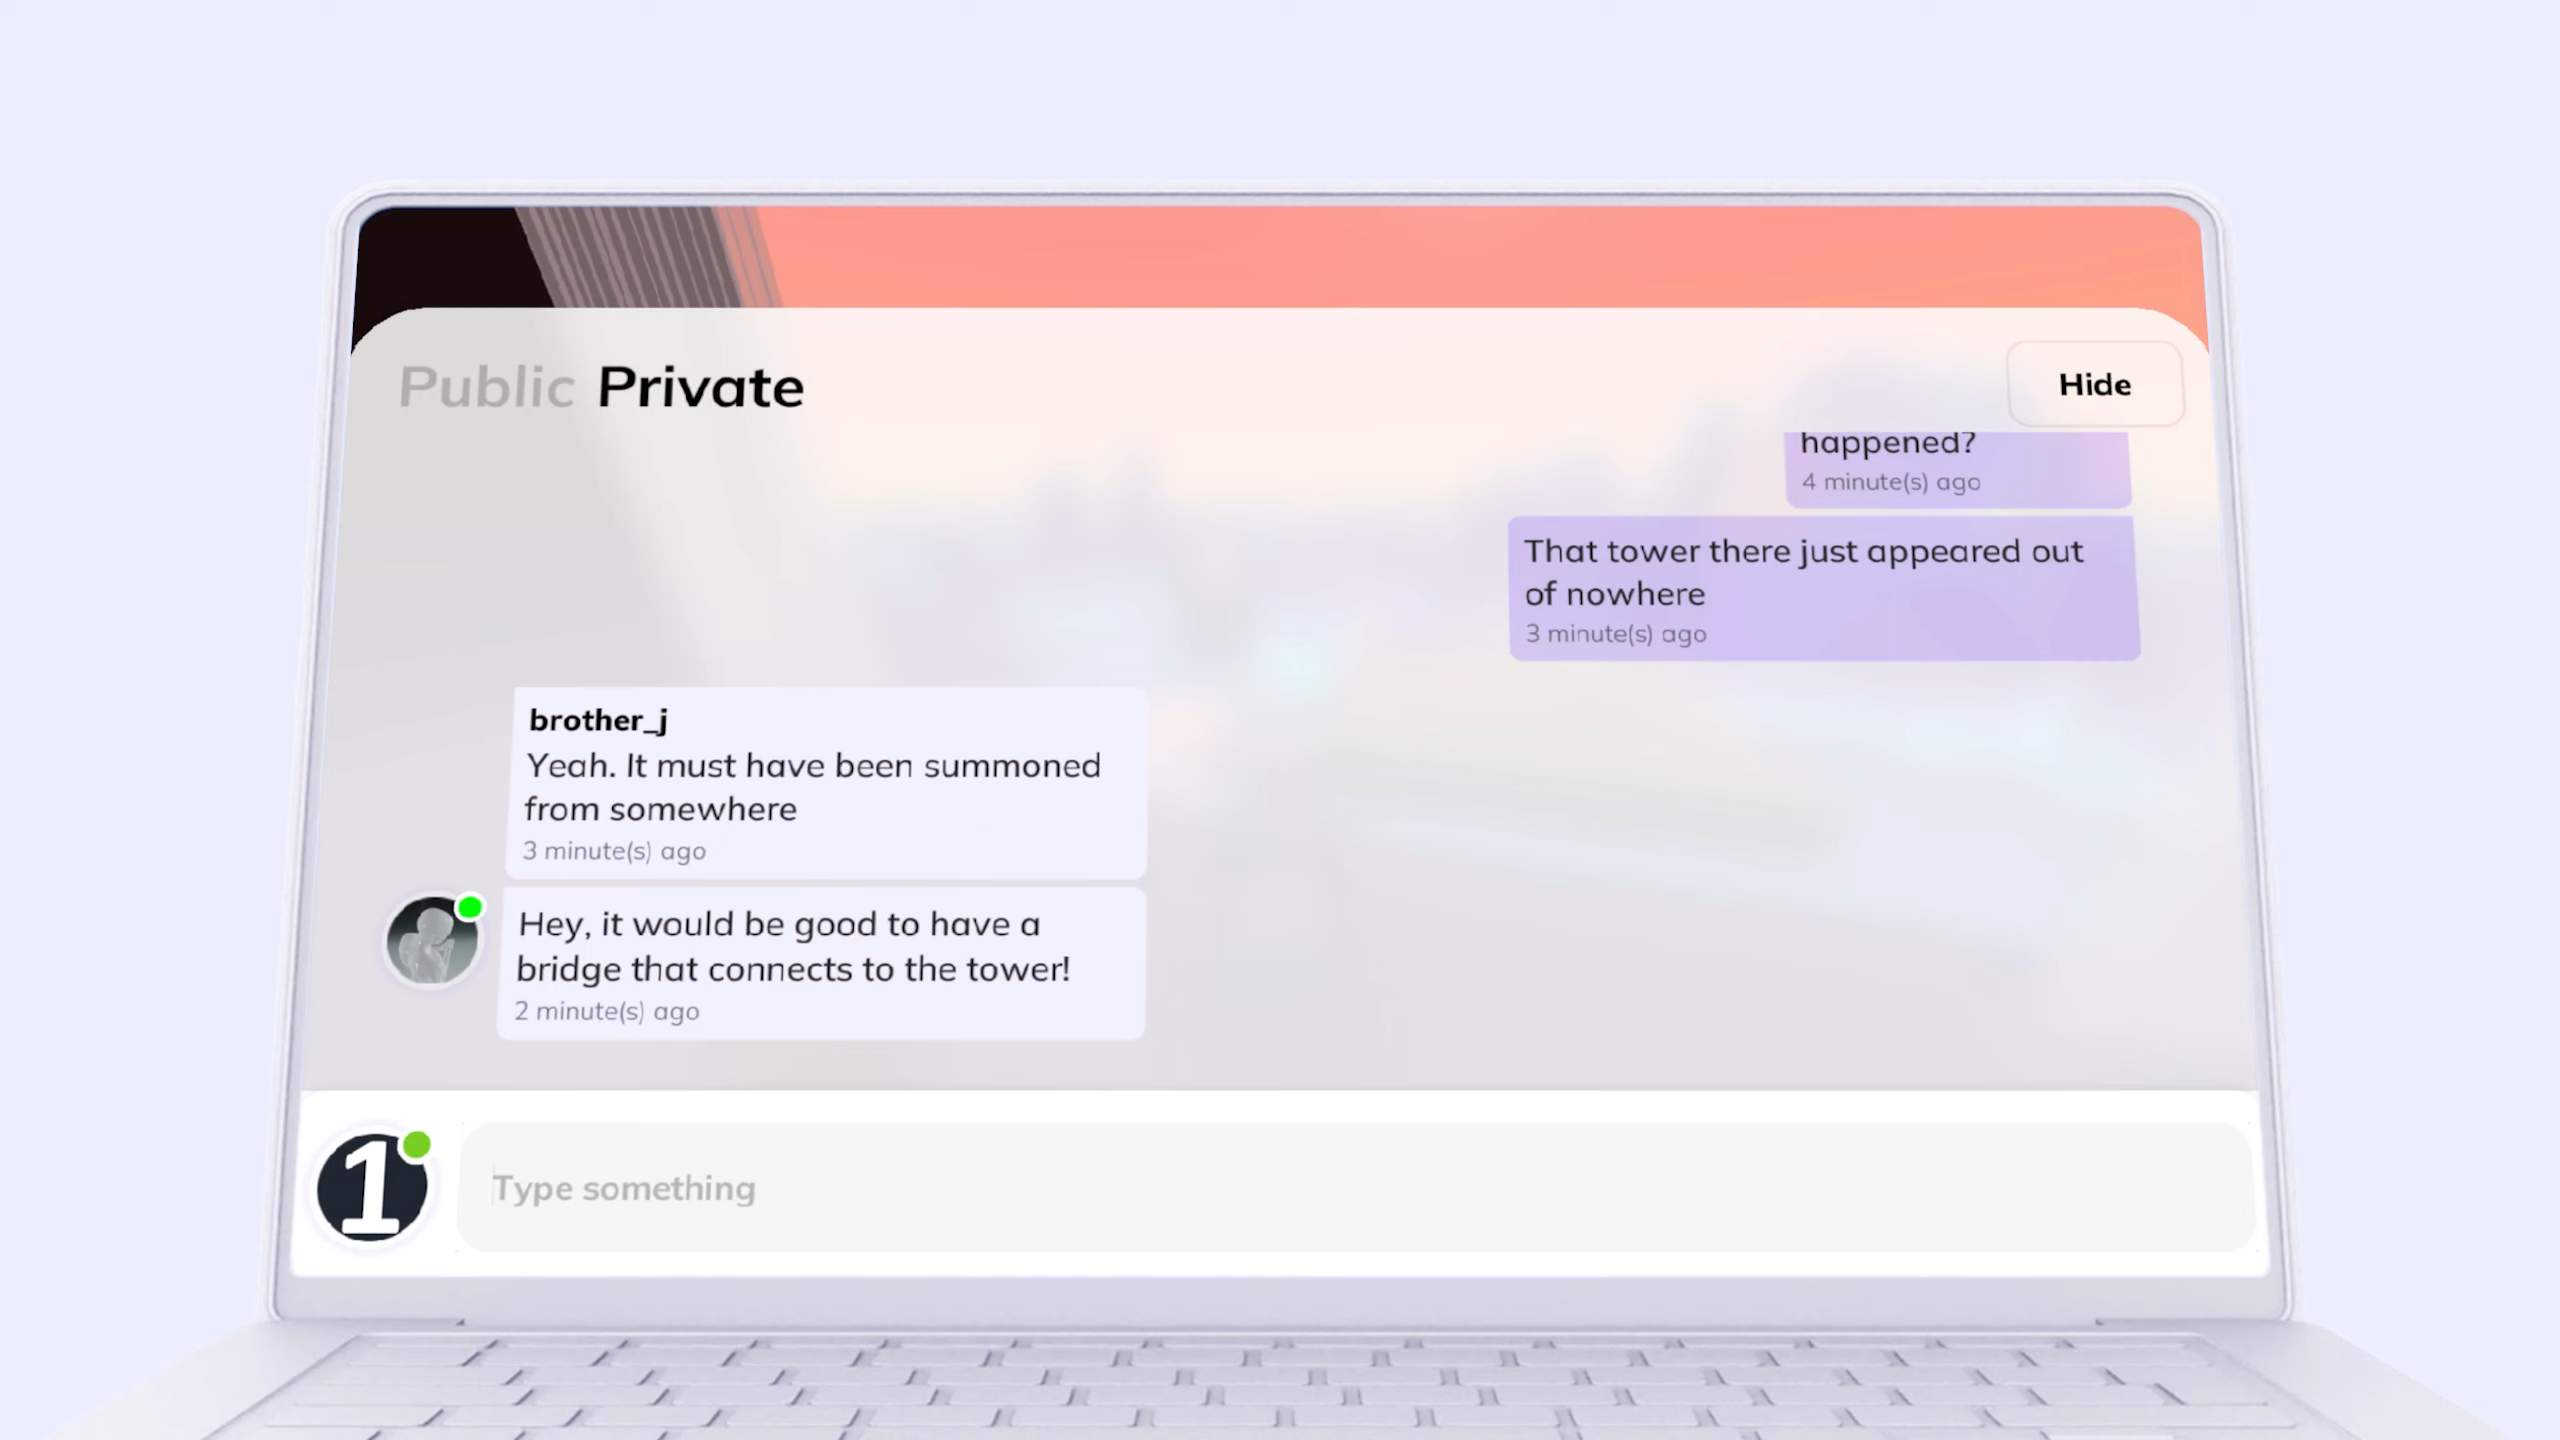 Public Private
Hide
happened?
4 minute(s) ago
That tower there just appeared out
of nowhere
3 minute(s) ago
brother_j
Yeah. It must have been summoned
from somewhere
3 minute(s) ago
Hey, it would be good to have a
bridge that connects to the tower!
2 minute(s) ago
1
Type something